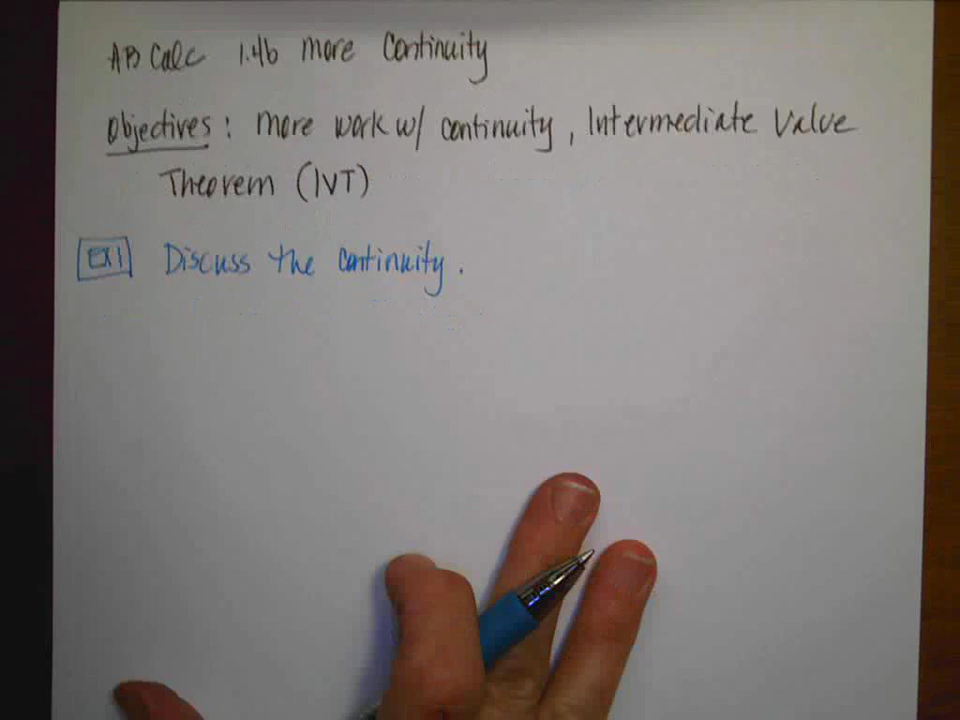 AB Calc 1.4b More Continuity
Objectives: More work w/ continuity, Intermediate Value
Theorem (IVT)
EX1 Discuss the continuity.